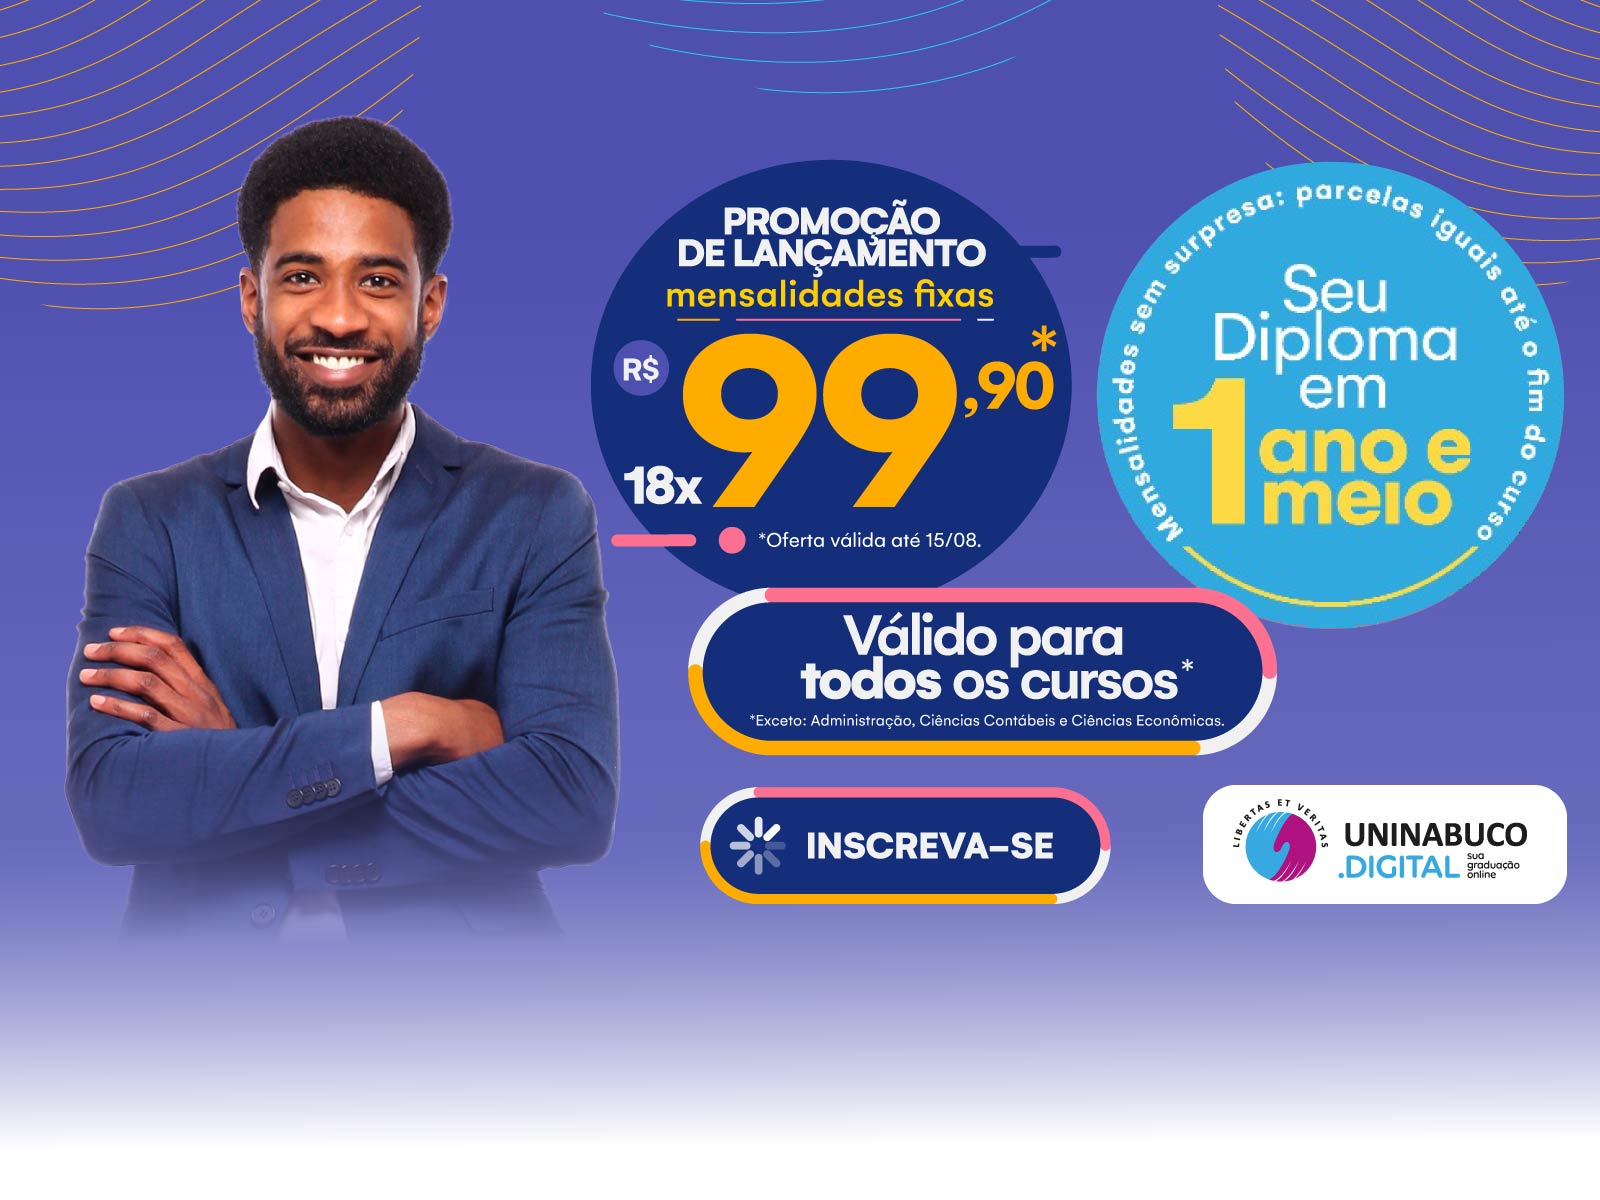 PROMOÇÃO
DE LANÇAMENTO
mensalidades fixas
R$ 99,90*
18x
*Oferta válida até 15/08.
Mensalidades sem surpresa: parcelas iguais até o fim do curso
Seu
Diploma
em
1 ano e
meio
Válido para
todos os cursos*
*Exceto: Administração, Ciências Contábeis e Ciências Econômicas.
INSCREVA-SE
LIBERTAS ET VERITAS
UNINABUCO
.DIGITAL
sua
graduação
online